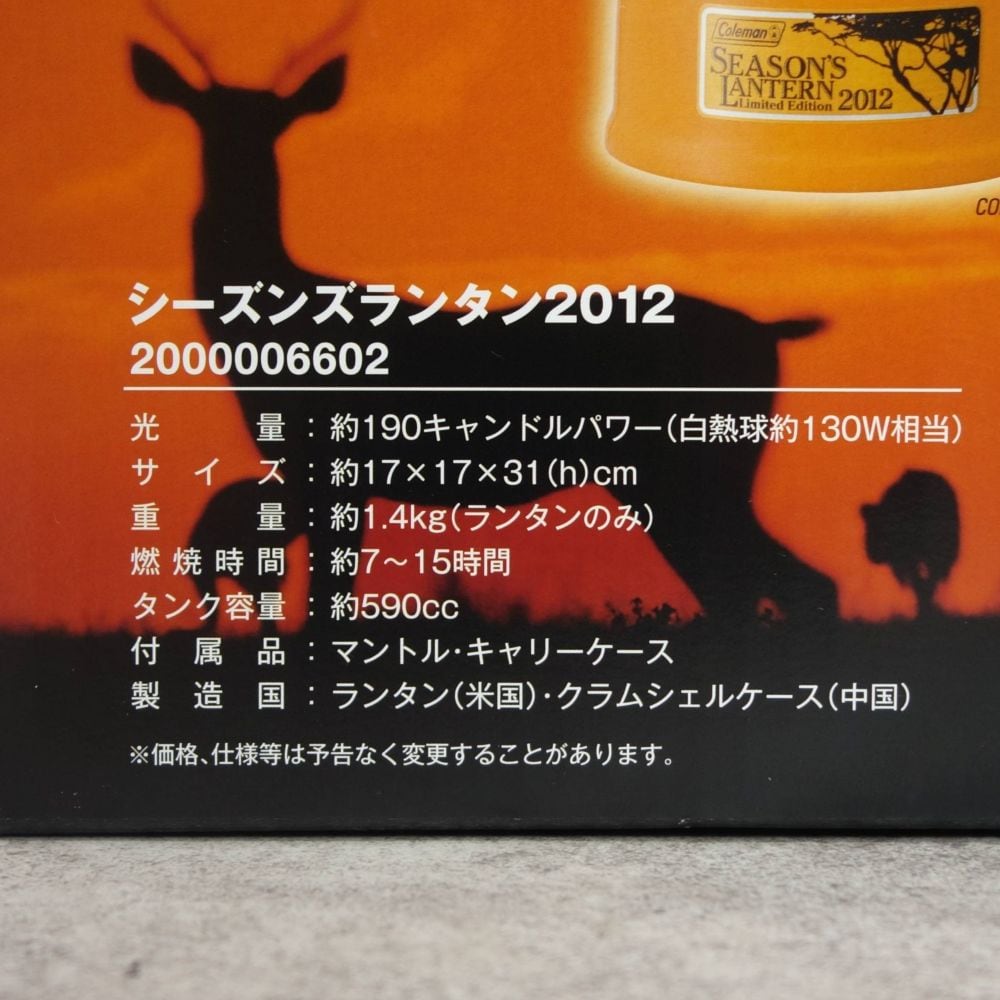 Coleman
SEASON'S
LANTERN
Limited Edition 2012
CO
シーズンズランタン2012
2000006602
光量：約190キャンドルパワー（白熱球約130W相当）
サイズ：約17×17×31（h）cm
重量：約1.4kg（ランタンのみ）
燃焼時間：約7～15時間
タンク容量：約590cc
付属品：マントル・キャリーケース
製造国：ランタン（米国）・クラムシェルケース（中国）
※価格、仕様等は予告なく変更することがあります。